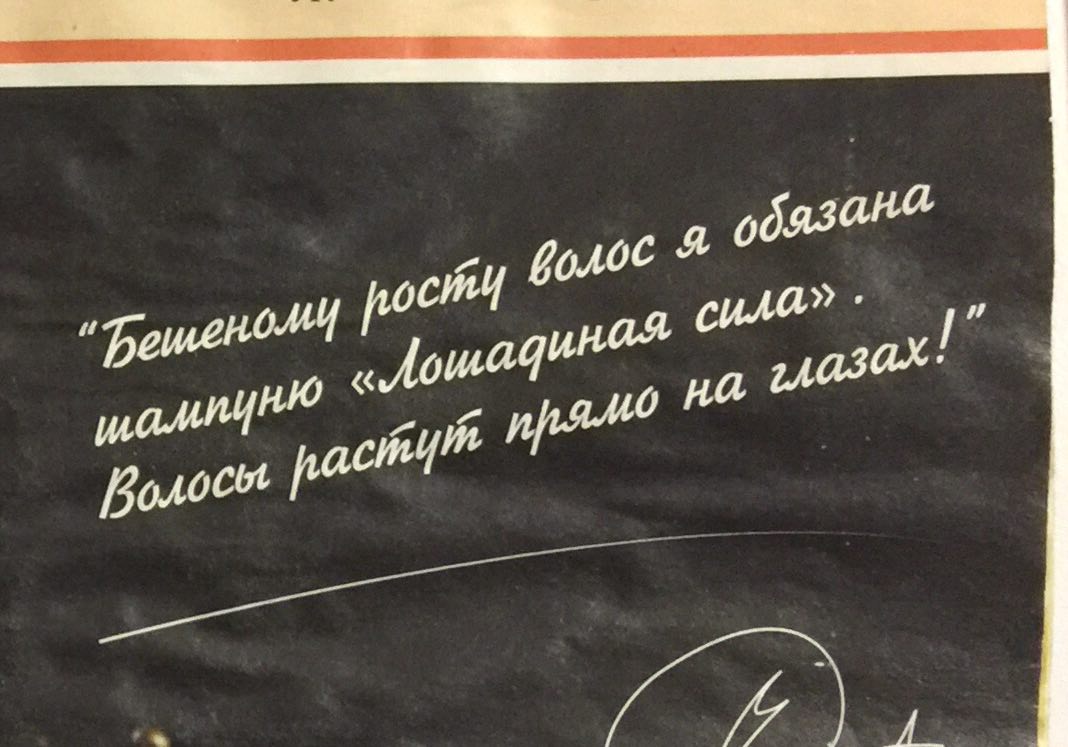 “Бешеному росту волос я обязана
шампуню «Лошадиная сила» .
Волосы растут прямо на глазах!”